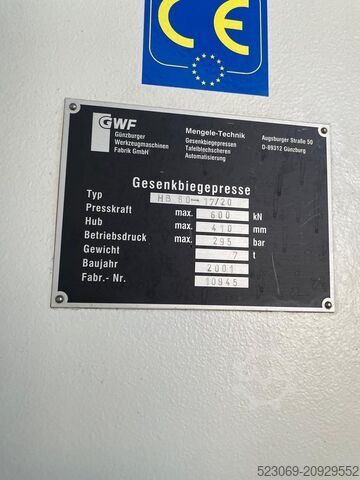 CE
GWF
Günzburger
Werkzeugmaschinen
Fabrik GmbH
Mengele-Technik
Gesenkbiegepressen
Tafelblechscheren
Automatisierung
Augsburger Straße 50
D-89312 Günzburg
Gesenkbiegepresse
Typ HB 60-17/20
Presskraft max. 600 kN
Hub max. 410 mm
Betriebsdruck max. 295 bar
Gewicht 7 t
Baujahr 2001
Fabr.- Nr. 10945
523069-20929552